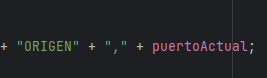 + "ORIGEN" + "," + puertoActual;